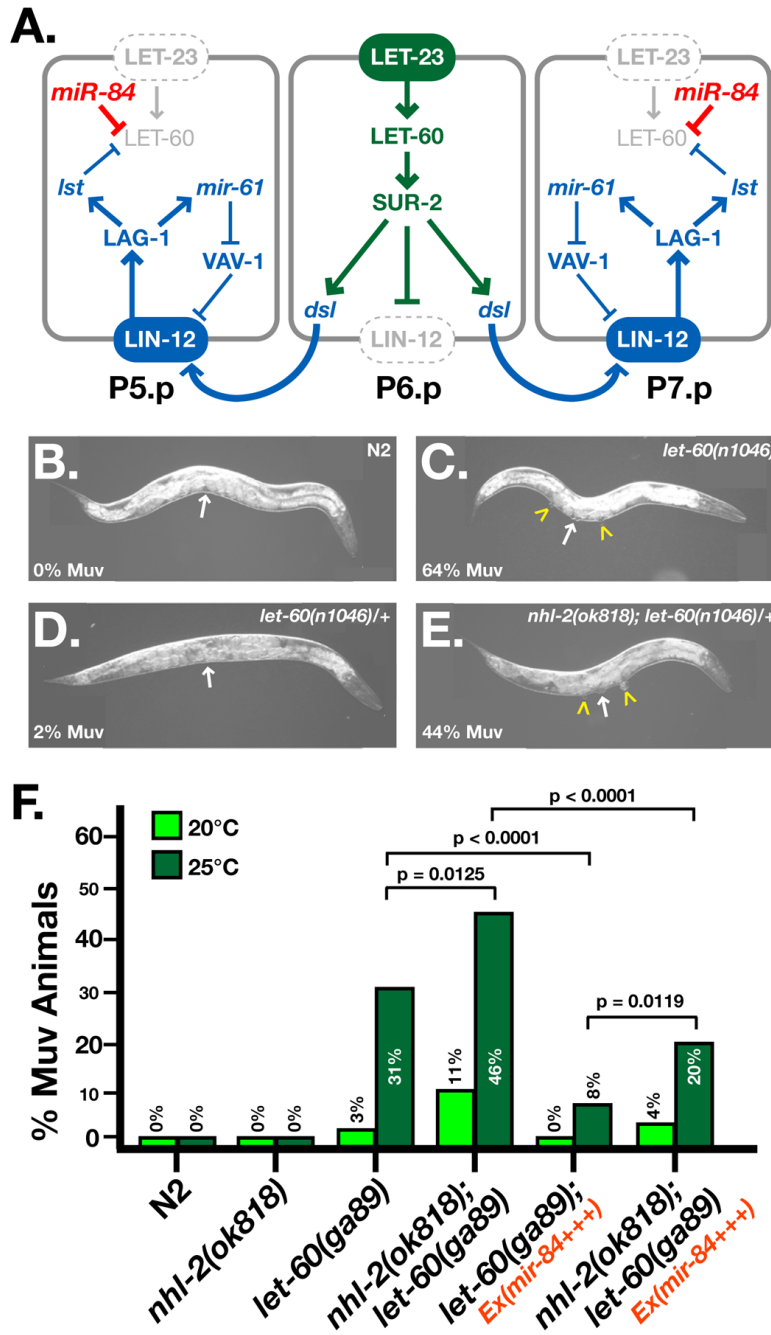 A.
LET-23
LET-23
LET-23
miR-84
miR-84
LET-60
LET-60
LET-60
lst
mir-61
SUR-2
mir-61
lst
LAG-1
LAG-1
VAV-1
VAV-1
dsl
dsl
LIN-12
LIN-12
LIN-12
P5.p
P6.p
P7.p
B.
N2
0% Muv
C.
let-60(n1046)
64% Muv
D.
let-60(n1046)/+
2% Muv
E.
nhl-2(ok818); let-60(n1046)/+
44% Muv
F.
20°C
25°C
p < 0.0001
p < 0.0001
p = 0.0125
p = 0.0119
% Muv Animals
60
50
40
30
20
10
0
0%
0%
0%
0%
3%
31%
11%
46%
0%
8%
4%
20%
N2
nhl-2(ok818)
let-60(ga89)
nhl-2(ok818);
let-60(ga89)
let-60(ga89);
Ex(mir-84+++)
nhl-2(ok818);
let-60(ga89)
Ex(mir-84+++)